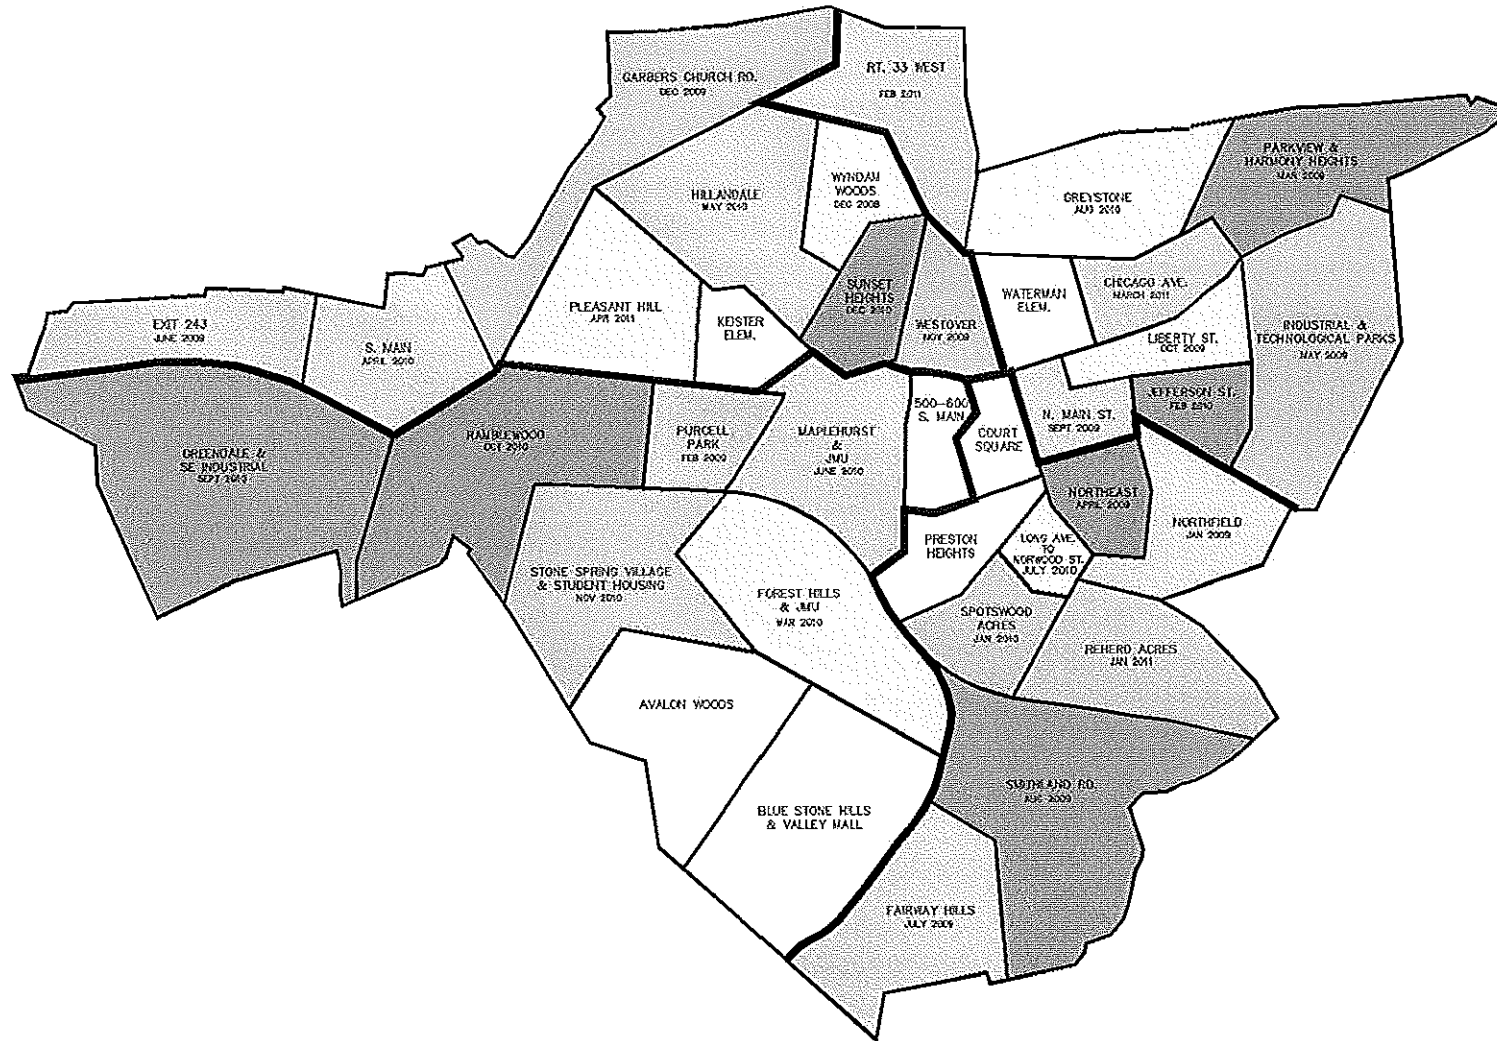 GARBERS CHURCH RD.
DEC 2009
RT. 33 WEST
FEB 2011
PARKVIEW &
HARMONY HEIGHTS
MAR 2009
HILLANDALE
MAY 2010
WYNDAM
WOODS
DEC 2008
GREYSTONE
AUG 2010
PLEASANT HILL
APR 2011
KEISTER
ELEM.
SUNSET
HEIGHTS
DEC 2010
WESTOVER
NOV 2009
WATERMAN
ELEM.
CHICAGO AVE.
MARCH 2011
LIBERTY ST.
OCT 2009
INDUSTRIAL &
TECHNOLOGICAL PARKS
MAY 2009
EXIT 243
JUNE 2009
S. MAIN
APRIL 2010
GREENDALE &
SE INDUSTRIAL
SEPT 2010
RAMBLEWOOD
OCT 2010
PURCELL
PARK
FEB 2009
MAPLEHURST
&
JMU
JUNE 2010
500-600
S. MAIN
COURT
SQUARE
N. MAIN ST.
SEPT. 2009
JEFFERSON ST.
FEB 2010
NORTHEAST
APRIL 2009
NORTHFIELD
JAN 2009
PRESTON
HEIGHTS
LONG AVE.
TO
NORWOOD ST.
JULY 2010
STONE SPRING VILLAGE
& STUDENT HOUSING
NOV 2010
FOREST HILLS
& JMU
MAR 2010
SPOTSWOOD
ACRES
JAN 2010
REHERD ACRES
JAN 2011
AVALON WOODS
BLUE STONE HILLS
& VALLEY MALL
SMITHLAND RD.
AUG 2009
FAIRWAY HILLS
JULY 2009